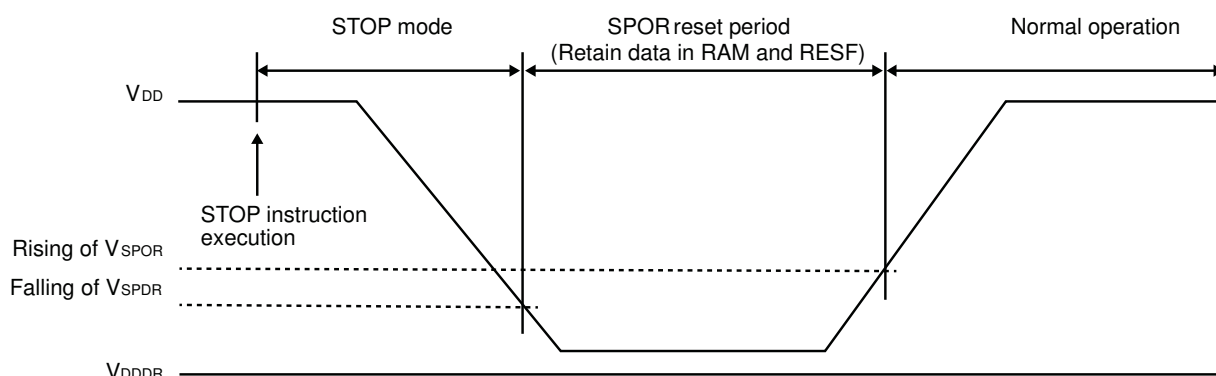 STOP mode
SPOR reset period
(Retain data in RAM and RESF)
Normal operation
VDD
STOP instruction
execution
Rising of VSPOR
Falling of VSPDR
VDDDR